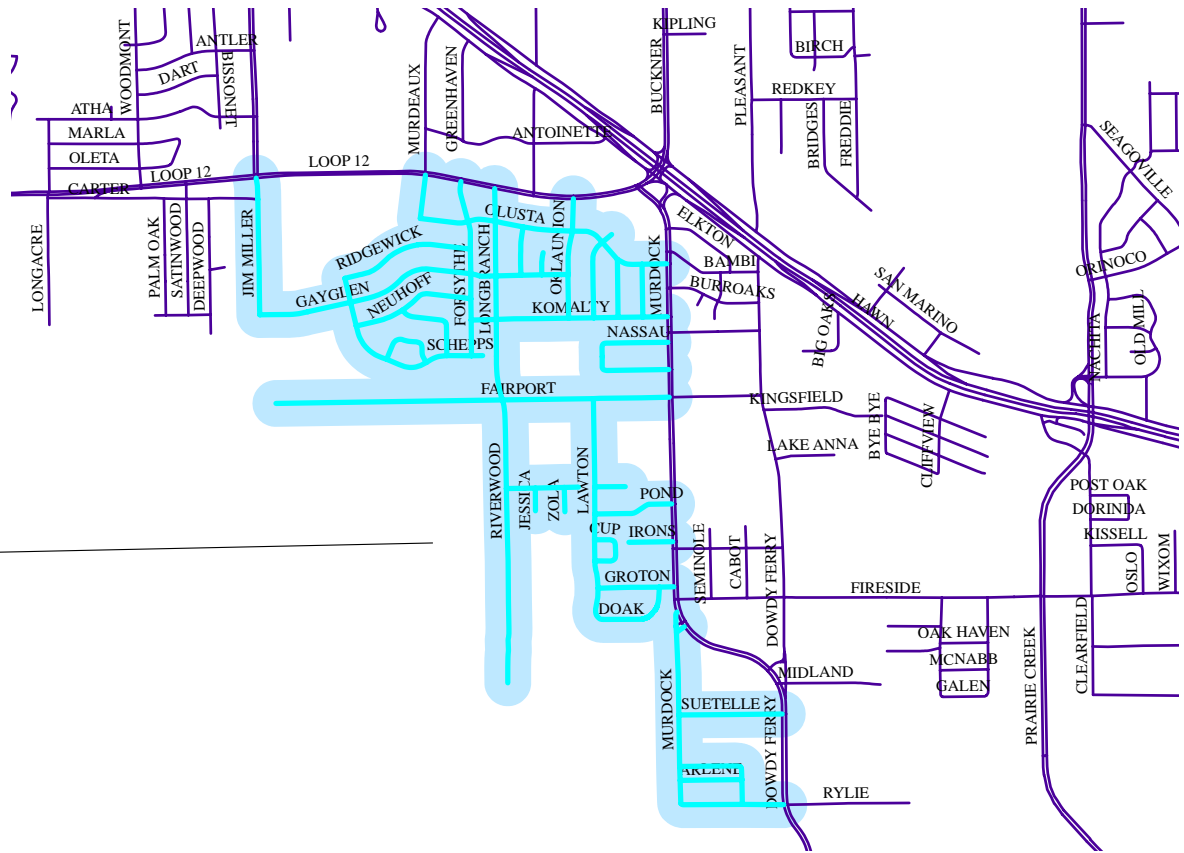 KIPLING
WOODMONT
ANTLER
BISSONET
DART
BIRCH
BUCKNER
PLEASANT
MURDEAUX
GREENHAVEN
REDKEY
ATHA
MARLA
ANTOINETTE
BRIDGES
FREDDIE
OLETA
LOOP 12
LOOP 12
SEAGOVILLE
CARTER
OLUSTA
ELKTON
LONGACRE
PALM OAK
SATINWOOD
DEEPWOOD
JIM MILLER
RIDGEWICK
FORSYTHE
LONGBRANCH
OKLAUNION
MURDOCK
BAMBI
ORINOCO
GAYGLEN
NEUHOFF
KOMALTY
BURROAKS
SAN MARINO
HAWN
BIG OAKS
NACHITA
OLD MILL
SCHEPPS
NASSAU
FAIRPORT
KINGSFIELD
BYE BYE
CLIFFVIEW
LAKE ANNA
RIVERWOOD
JESSICA
ZOLA
LAWTON
POND
POST OAK
DORINDA
CUP
IRONS
KISSELL
SEMINOLE
CABOT
DOWDY FERRY
OSLO
WIXOM
GROTON
FIRESIDE
DOAK
CLEARFIELD
OAK HAVEN
MCNABB
MIDLAND
GALEN
PRAIRIE CREEK
MURDOCK
SUETELLE
DOWDY FERRY
ARLENE
RYLIE